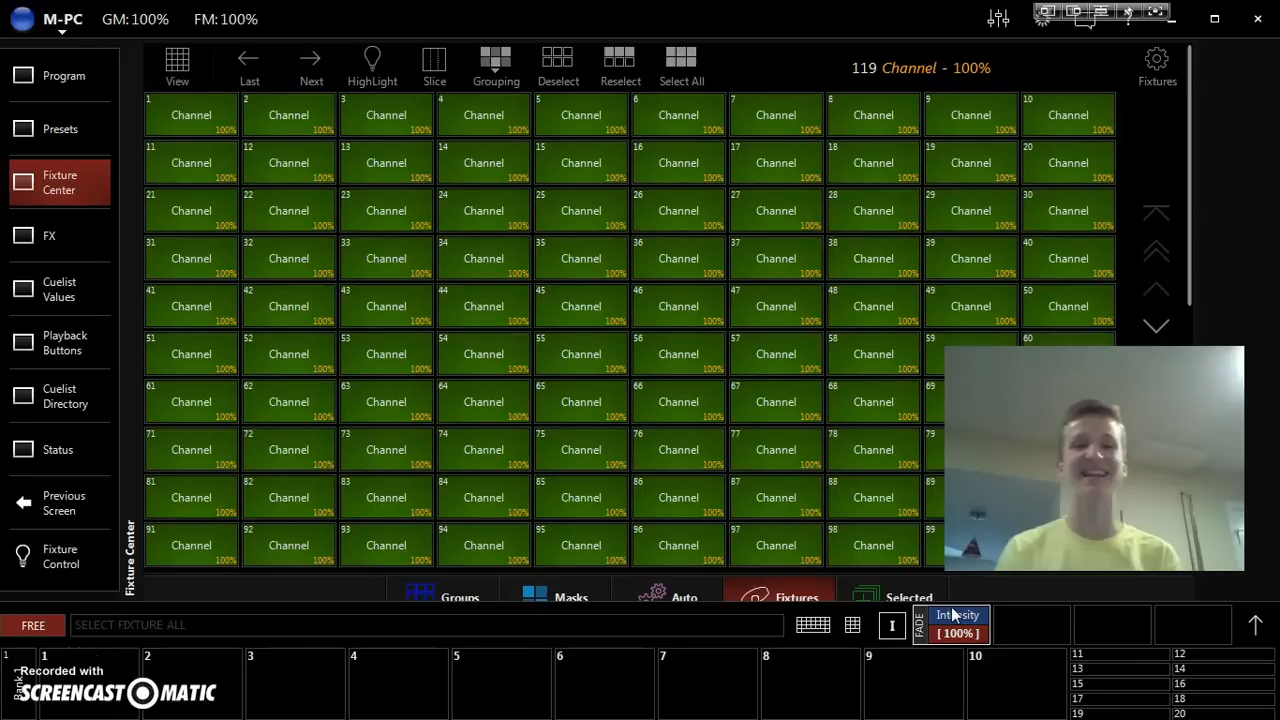 M-PC GM:100% FM:100%
View Last Next HighLight Slice Grouping Deselect Reselect Select All
119 Channel - 100%
Fixtures
Program
Presets
Fixture
Center
FX
Cuelist
Values
Playback
Buttons
Cuelist
Directory
Status
Previous
Screen
Fixture
Control
Fixture Center
1 Channel 100% 2 Channel 100% 3 Channel 100% 4 Channel 100% 5 Channel 100% 6 Channel 100% 7 Channel 100% 8 Channel 100% 9 Channel 100% 10 Channel 100%
11 Channel 100% 12 Channel 100% 13 Channel 100% 14 Channel 100% 15 Channel 100% 16 Channel 100% 17 Channel 100% 18 Channel 100% 19 Channel 100% 20 Channel 100%
21 Channel 100% 22 Channel 100% 23 Channel 100% 24 Channel 100% 25 Channel 100% 26 Channel 100% 27 Channel 100% 28 Channel 100% 29 Channel 100% 30 Channel 100%
31 Channel 100% 32 Channel 100% 33 Channel 100% 34 Channel 100% 35 Channel 100% 36 Channel 100% 37 Channel 100% 38 Channel 100% 39 Channel 100% 40 Channel 100%
41 Channel 100% 42 Channel 100% 43 Channel 100% 44 Channel 100% 45 Channel 100% 46 Channel 100% 47 Channel 100% 48 Channel 100% 49 Channel 100% 50 Channel 100%
51 Channel 100% 52 Channel 100% 53 Channel 100% 54 Channel 100% 55 Channel 100% 56 Channel 100% 57 Channel 100% 58 Channel 100% 59 60
61 Channel 100% 62 Channel 100% 63 Channel 100% 64 Channel 100% 65 Channel 100% 66 Channel 100% 67 Channel 100% 68 Channel 100% 69
71 Channel 100% 72 Channel 100% 73 Channel 100% 74 Channel 100% 75 Channel 100% 76 Channel 100% 77 Channel 100% 78 Channel 100% 79
81 Channel 100% 82 Channel 100% 83 Channel 100% 84 Channel 100% 85 Channel 100% 86 Channel 100% 87 Channel 100% 88 Channel 100% 89
91 Channel 100% 92 Channel 100% 93 Channel 100% 94 Channel 100% 95 Channel 100% 96 Channel 100% 97 Channel 100% 98 Channel 100% 99
Groups Masks Auto Fixtures Selected
FREE SELECT FIXTURE ALL I FADE Intensity
[ 100% ]
1 1 2 3 4 5 6 7 8 9 10 11 12
13 14
15 16
17 18
19 20
Bank 1
Recorded with
SCREENCAST-O-MATIC